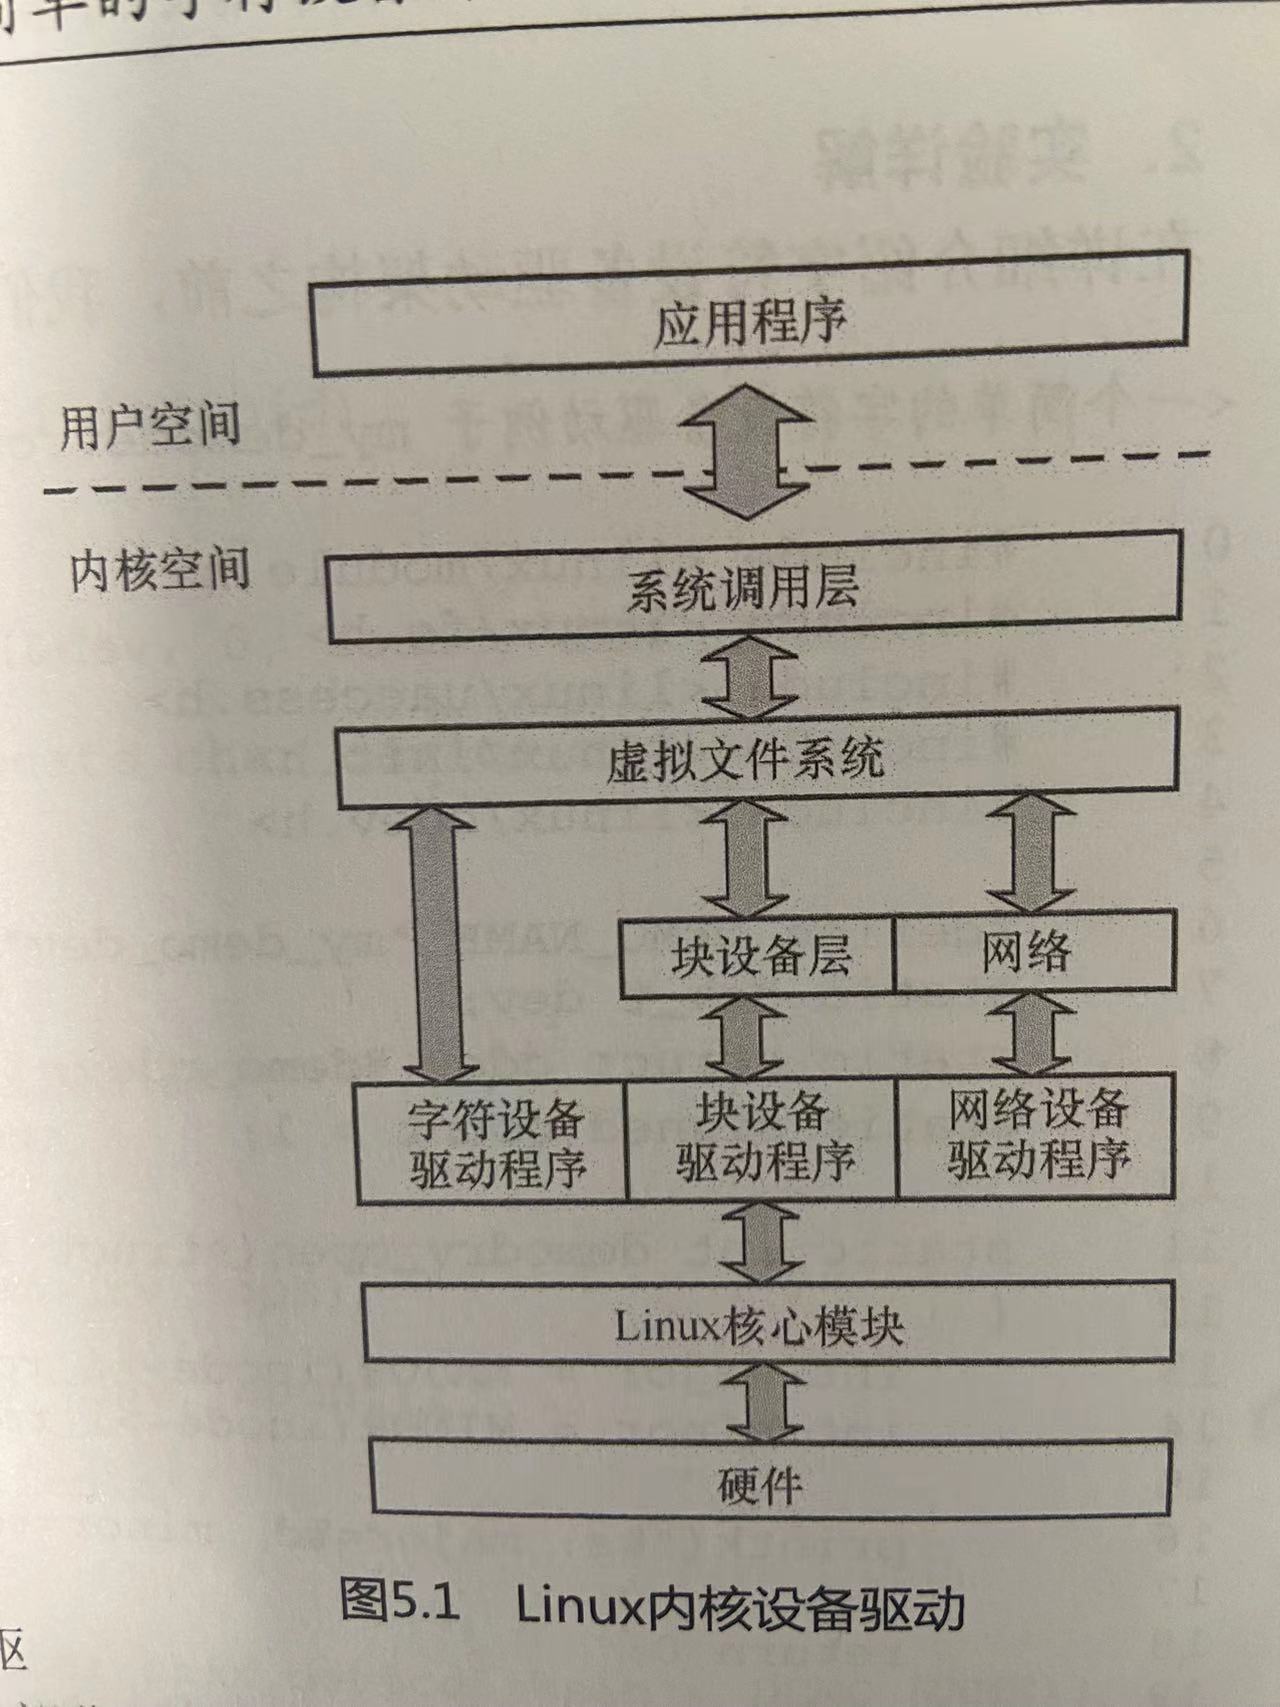 应用程序
用户空间
内核空间
系统调用层
虚拟文件系统
块设备层
网络
字符设备
驱动程序
块设备
驱动程序
网络设备
驱动程序
Linux核心模块
硬件
图5.1 Linux内核设备驱动
驱